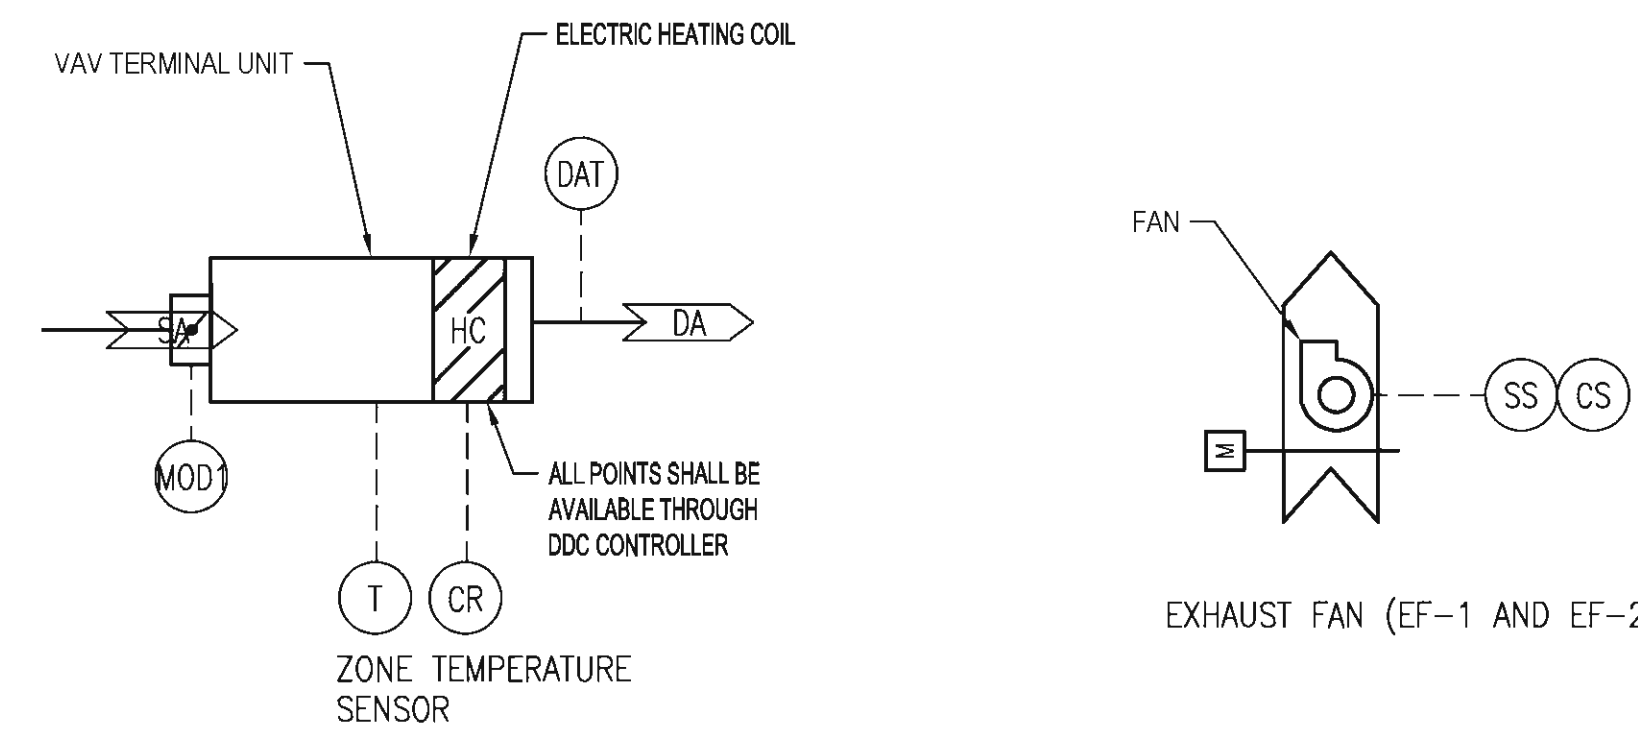 ELECTRIC HEATING COIL
VAV TERMINAL UNIT
DAT
FAN
SA
HC
DA
SS
CS
M
MOD1
ALL POINTS SHALL BE
AVAILABLE THROUGH
DDC CONTROLLER
T
CR
EXHAUST FAN (EF-1 AND EF-2
ZONE TEMPERATURE
SENSOR